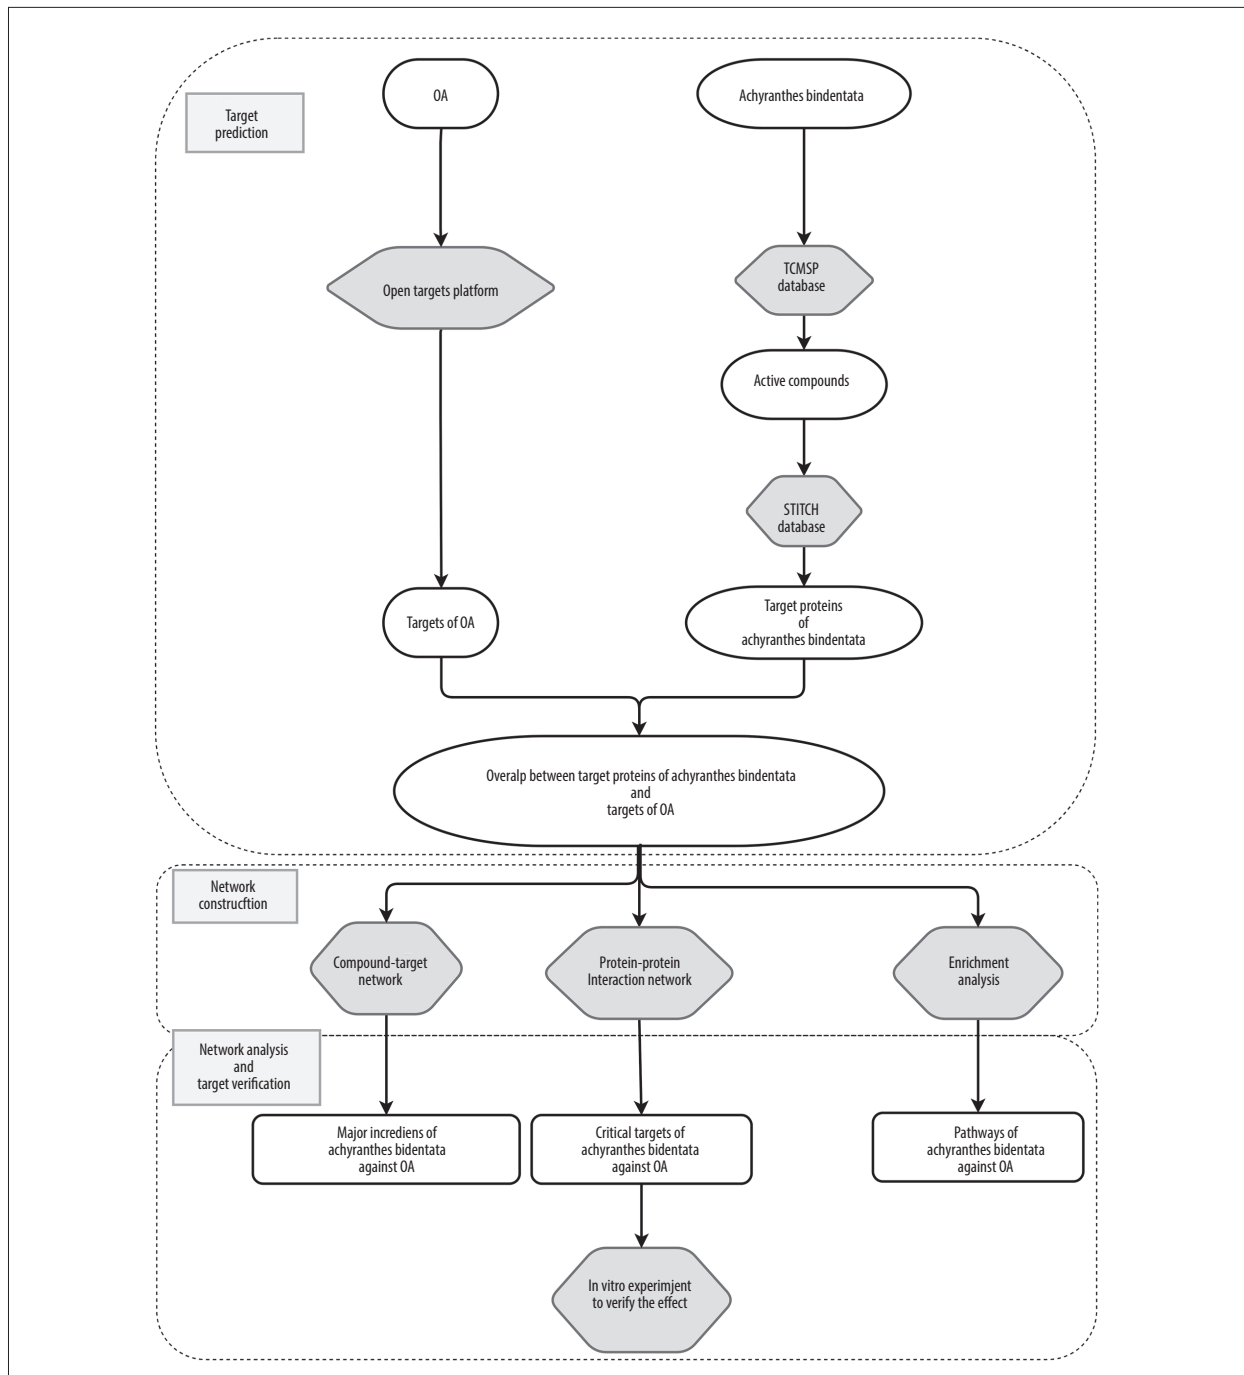 OA
Achyranthes bindentata
Target
prediction
Open targets platform
TCMSP
database
Active compounds
STITCH
database
Targets of OA
Target proteins
of
achyranthes bindentata
Overalp between target proteins of achyranthes bindentata
and
targets of OA
Network
construcftion
Compound-target
network
Protein-protein
Interaction network
Enrichment
analysis
Network analysis
and
target verification
Major incrediens of
achyranthes bidentata
against OA
Critical targets of
achyranthes bidentata
against OA
Pathways of
achyranthes bidentata
against OA
In vitro experimjent
to verify the effect